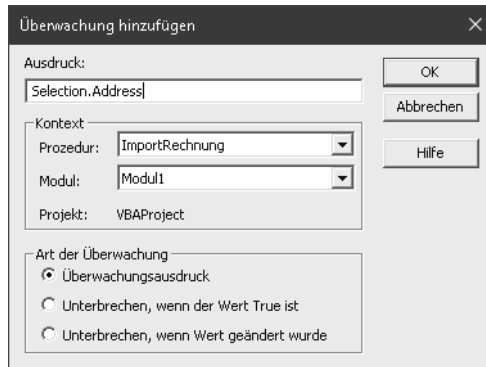 Überwachung hinzufügen
Ausdruck:
Selection.Address
OK
Abbrechen
Hilfe
Kontext
Prozedur: ImportRechnung
Modul: Modul1
Projekt: VBAProject
Art der Überwachung
Überwachungsausdruck
Unterbrechen, wenn der Wert True ist
Unterbrechen, wenn Wert geändert wurde